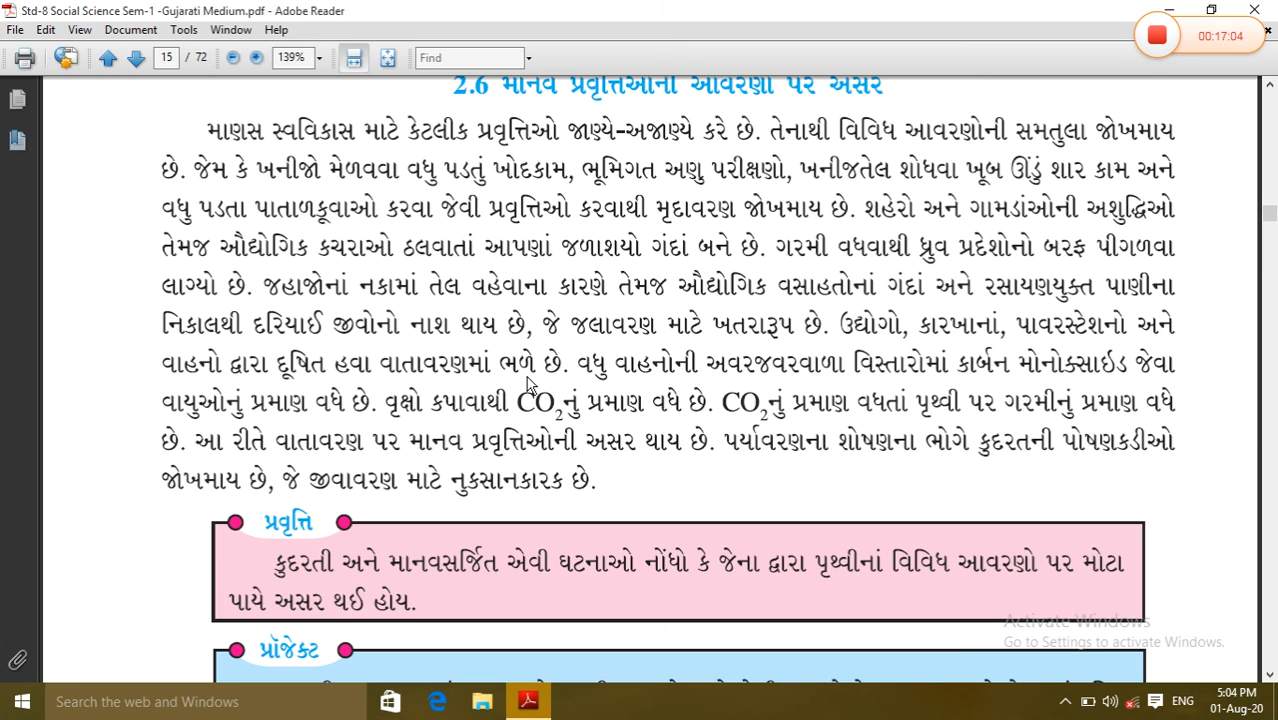 Std-8 Social Science Sem-1 -Gujarati Medium.pdf - Adobe Reader
File Edit View Document Tools Window Help
00:17:04
15 / 72 139% Find
2.6 માનવ પ્રવૃત્તિઓની આવરણો પર અસર
માણસ સ્વવિકાસ માટે કેટલીક પ્રવૃત્તિઓ જાણ્યે-અજાણ્યે કરે છે. તેનાથી વિવિધ આવરણોની સમતુલા જોખમાય
છે. જેમ કે ખનીજો મેળવવા વધુ પડતું ખોદકામ, ભૂમિગત અણુ પરીક્ષણો, ખનીજતેલ શોધવા ખૂબ ઊંડું શાર કામ અને
વધુ પડતા પાતાળકૂવાઓ કરવા જેવી પ્રવૃત્તિઓ કરવાથી મૃદાવરણ જોખમાય છે. શહેરો અને ગામડાંઓની અશુદ્ધિઓ
તેમજ ઔદ્યોગિક કચરાઓ ઠલવાતાં આપણાં જળાશયો ગંદાં બને છે. ગરમી વધવાથી ધ્રુવ પ્રદેશોનો બરફ પીગળવા
લાગ્યો છે. જહાજોનાં નકામાં તેલ વહેવાના કારણે તેમજ ઔદ્યોગિક વસાહતોનાં ગંદાં અને રસાયણયુક્ત પાણીના
નિકાલથી દરિયાઈ જીવોનો નાશ થાય છે, જે જલાવરણ માટે ખતરારૂપ છે. ઉદ્યોગો, કારખાનાં, પાવરસ્ટેશનો અને
વાહનો દ્વારા દૂષિત હવા વાતાવરણમાં ભળે છે. વધુ વાહનોની અવરજવરવાળા વિસ્તારોમાં કાર્બન મોનોક્સાઇડ જેવા
વાયુઓનું પ્રમાણ વધે છે. વૃક્ષો કપાવાથી CO₂નું પ્રમાણ વધે છે. CO₂નું પ્રમાણ વધતાં પૃથ્વી પર ગરમીનું પ્રમાણ વધે
છે. આ રીતે વાતાવરણ પર માનવ પ્રવૃત્તિઓની અસર થાય છે. પર્યાવરણના શોષણના ભોગે કુદરતની પોષણકડીઓ
જોખમાય છે, જે જીવાવરણ માટે નુકસાનકારક છે.
પ્રવૃત્તિ
કુદરતી અને માનવસર્જિત એવી ઘટનાઓ નોંધો કે જેના દ્વારા પૃથ્વીનાં વિવિધ આવરણો પર મોટા
પાયે અસર થઈ હોય.
પ્રૉજેક્ટ
Activate Windows
Go to Settings to activate Windows.
Search the web and Windows
ENG
5:04 PM
01-Aug-20